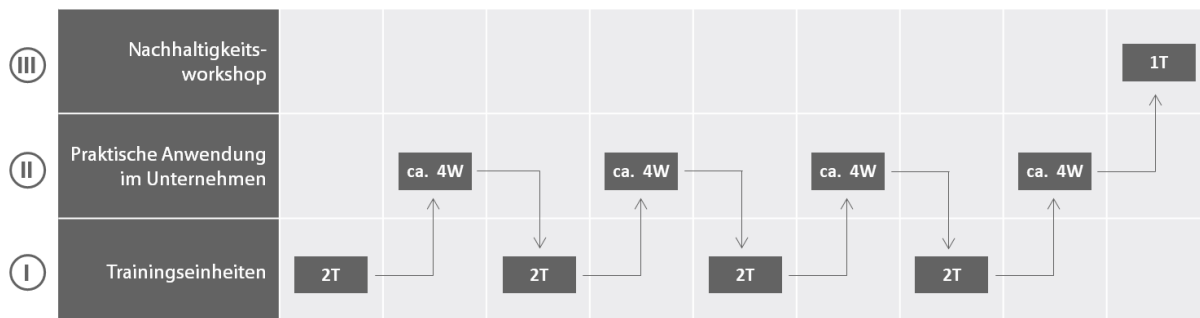 III
Nachhaltigkeits-
workshop
1T
II
Praktische Anwendung
im Unternehmen
ca. 4W
ca. 4W
ca. 4W
ca. 4W
I
Trainingseinheiten
2T
2T
2T
2T